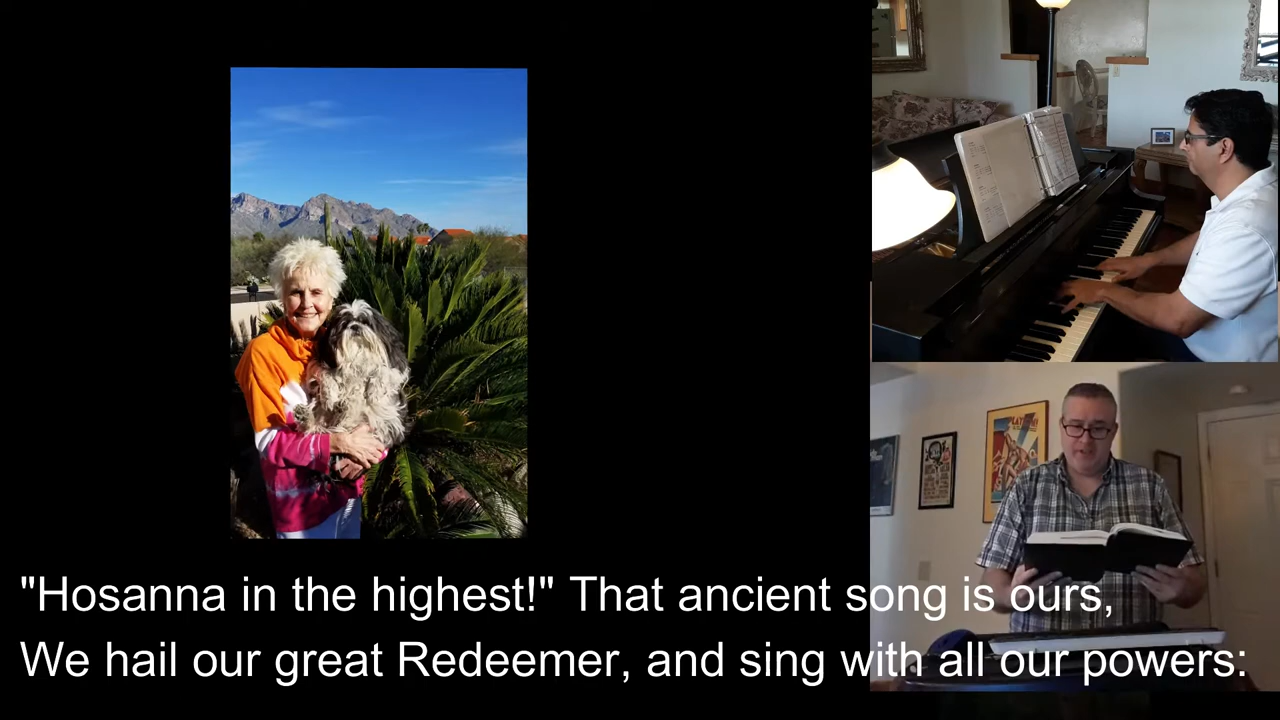 "Hosanna in the highest!" That ancient song is ours,
We hail our great Redeemer, and sing with all our powers: